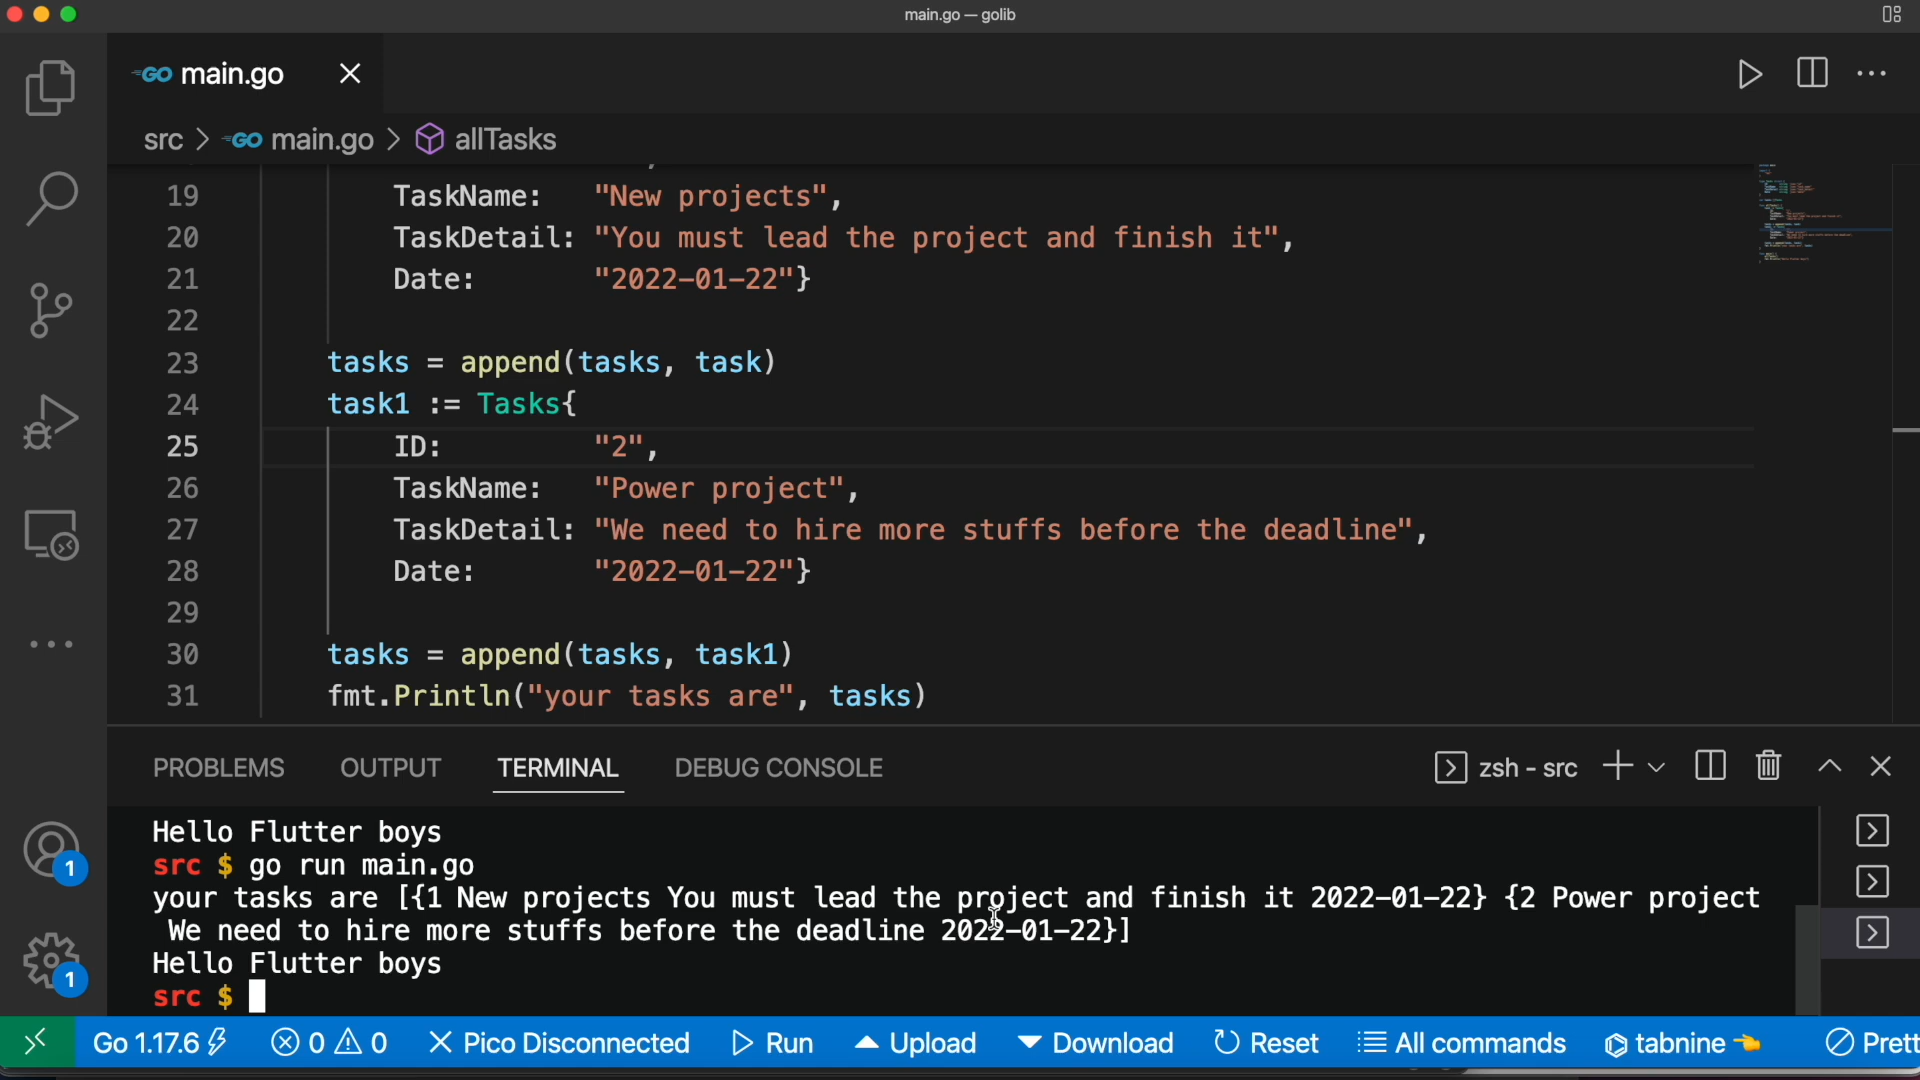 main.go — golib
GO main.go
src > GO main.go > allTasks
19 TaskName: "New projects",
20 TaskDetail: "You must lead the project and finish it",
21 Date: "2022-01-22"}
22
23 tasks = append(tasks, task)
24 task1 := Tasks{
25 ID: "2",
26 TaskName: "Power project",
27 TaskDetail: "We need to hire more stuffs before the deadline",
28 Date: "2022-01-22"}
29
30 tasks = append(tasks, task1)
31 fmt.Println("your tasks are", tasks)
PROBLEMS OUTPUT TERMINAL DEBUG CONSOLE zsh - src
Hello Flutter boys
src $ go run main.go
your tasks are [{1 New projects You must lead the project and finish it 2022-01-22} {2 Power project
We need to hire more stuffs before the deadline 2022-01-22}]
Hello Flutter boys
src $
1
1
Go 1.17.6 0 0 Pico Disconnected Run Upload Download Reset All commands tabnine Prett